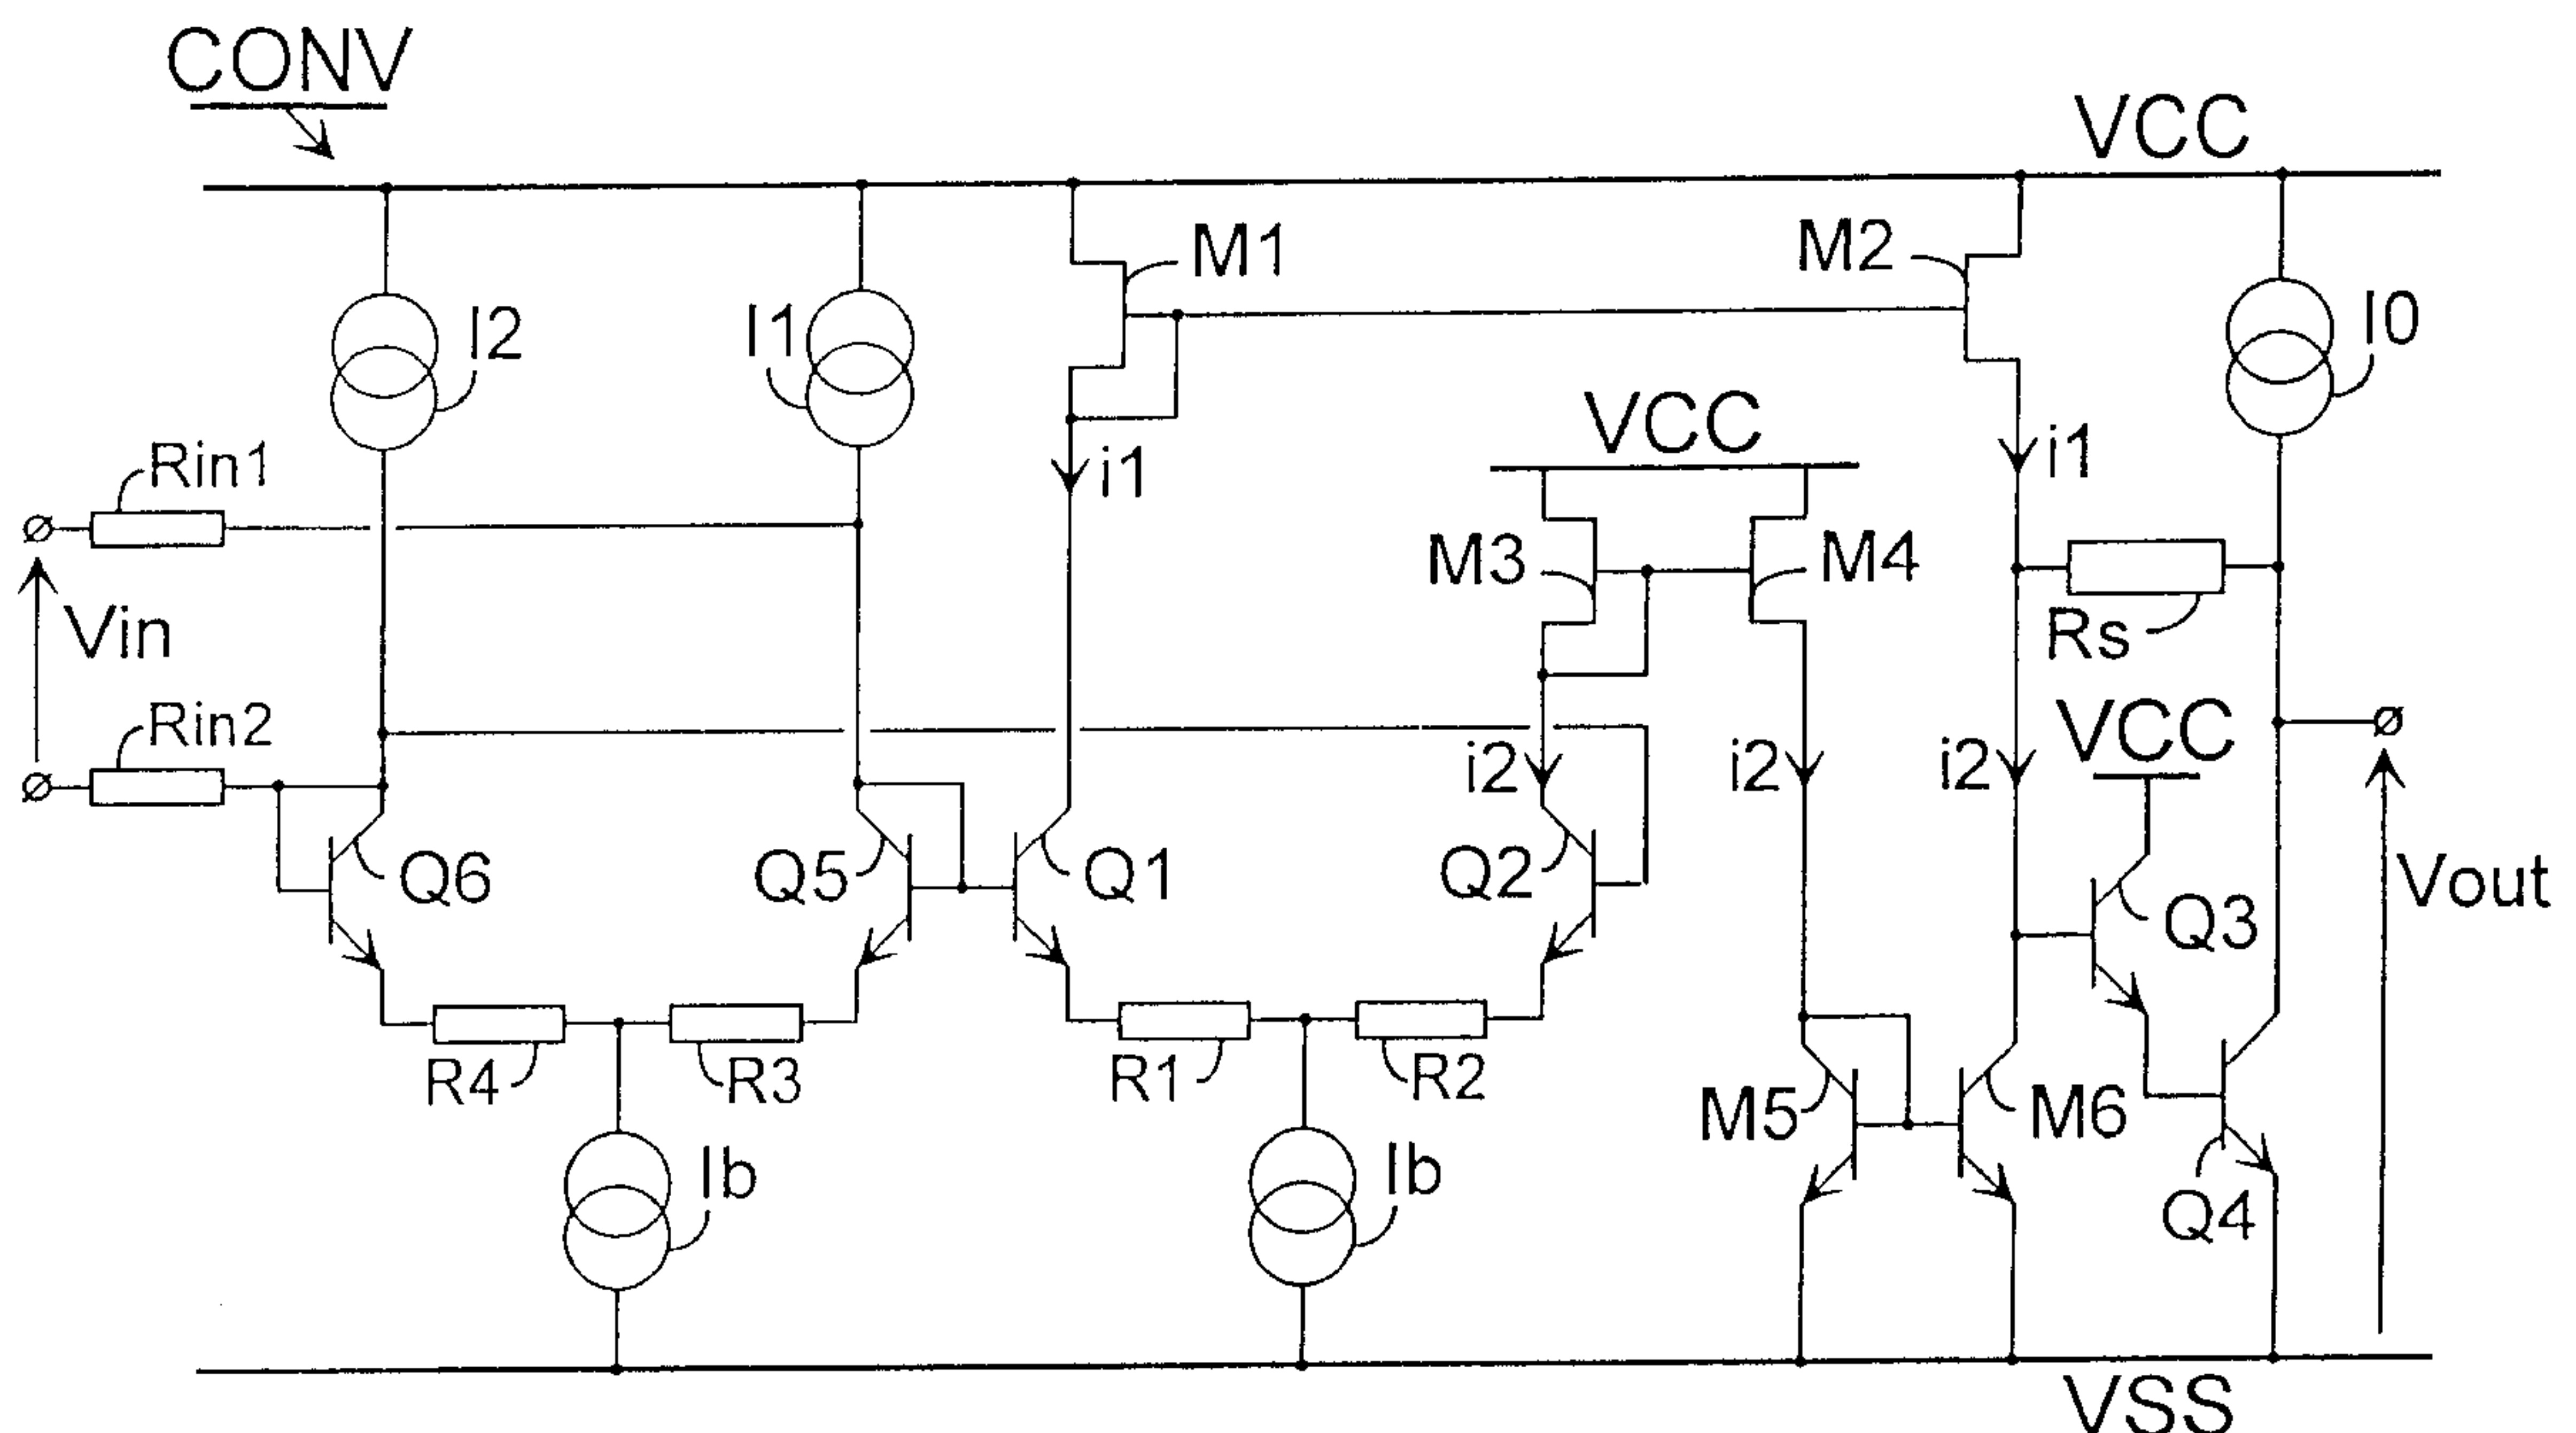 CONV
VCC
M1
M2
I2
I1
I0
Rin1
i1
VCC
i1
M3
M4
Vin
Rs
Rin2
i2
i2
i2
VCC
Q6
Q5
Q1
Q2
Q3
Vout
R4
R3
R1
R2
M5
M6
Ib
Ib
Q4
VSS